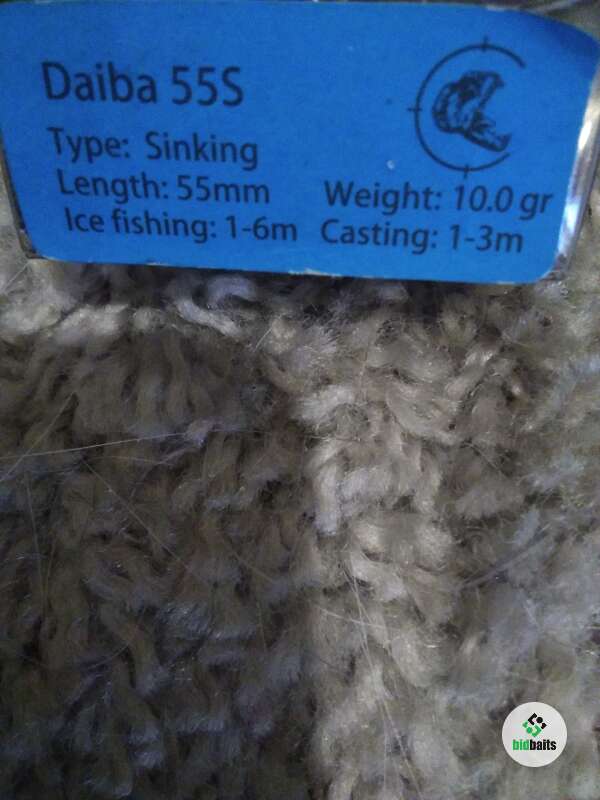 Daiba 55S
Type: Sinking
Length: 55mm Weight: 10.0 gr
Ice fishing: 1-6m Casting: 1-3m
bidbaits